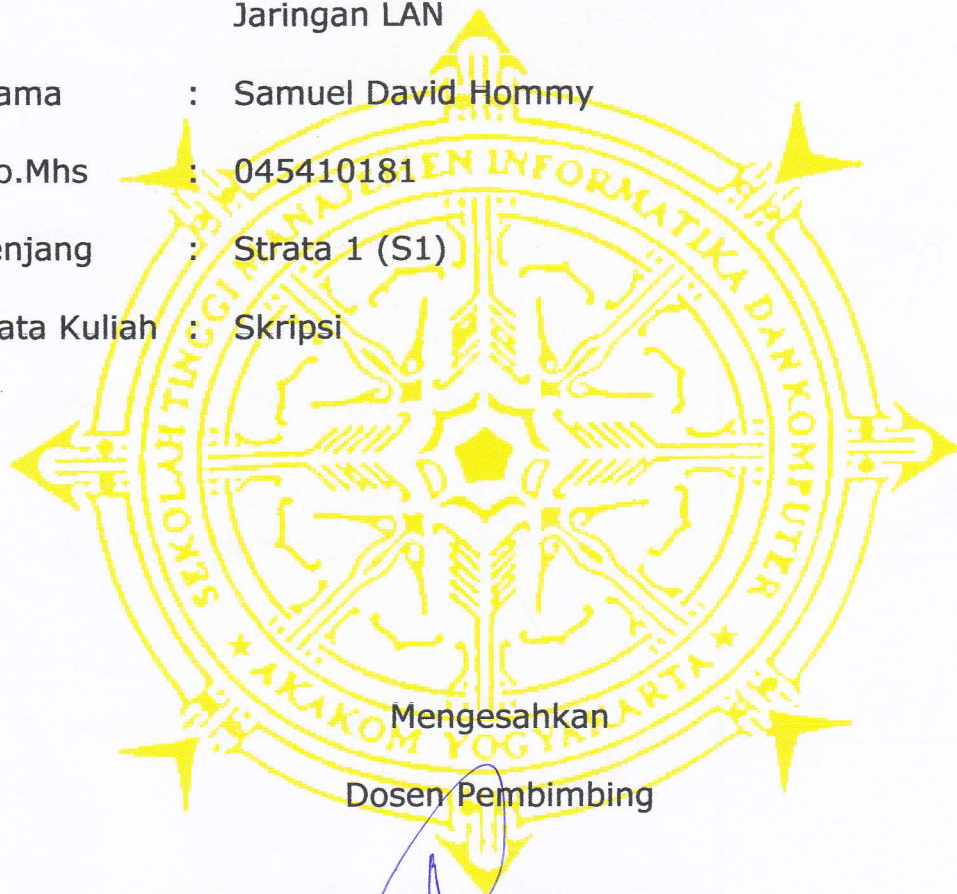 Jaringan LAN
ama : Samuel David Hommy
o.Mhs : 045410181
enjang : Strata 1 (S1)
ata Kuliah : Skripsi
SEKOLAH TINGGI MANAJEMEN INFORMATIKA DAN KOMPUTER
★ AKAKOM YOGYAKARTA ★
Mengesahkan
Dosen Pembimbing